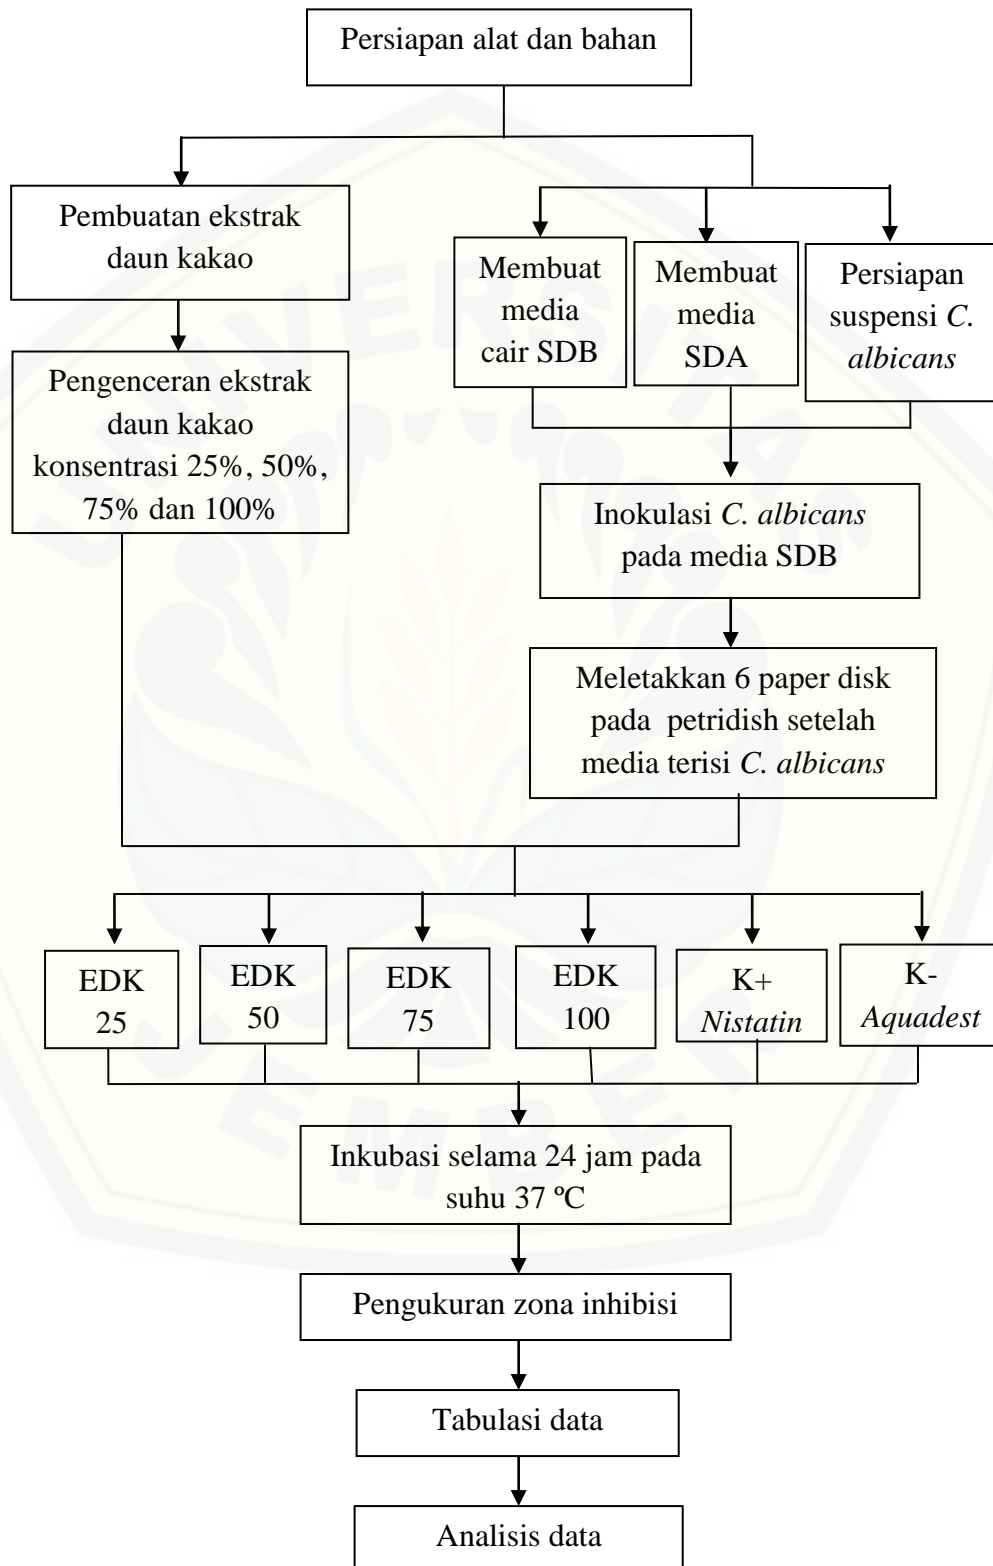 Persiapan alat dan bahan
Pembuatan ekstrak
daun kakao
Membuat
media
cair SDB
Membuat
media
SDA
Persiapan
suspensi C.
albicans
Pengenceran ekstrak
daun kakao
konsentrasi 25%, 50%,
75% dan 100%
Inokulasi C. albicans
pada media SDB
Meletakkan 6 paper disk
pada petridish setelah
media terisi C. albicans
EDK
25
EDK
50
EDK
75
EDK
100
K+
Nistatin
K-
Aquadest
Inkubasi selama 24 jam pada
suhu 37 ºC
Pengukuran zona inhibisi
Tabulasi data
Analisis data
UNIVERSITAS
JEMBER